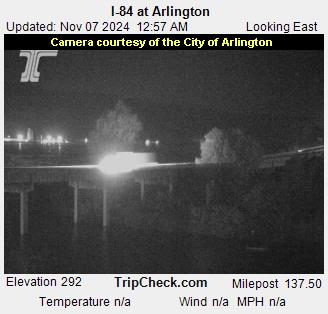 I-84 at Arlington
Updated: Nov 07 2024 12:57 AM Looking East
Camera courtesy of the City of Arlington
Elevation 292 TripCheck.com Milepost 137.50
Temperature n/a Wind n/a MPH n/a